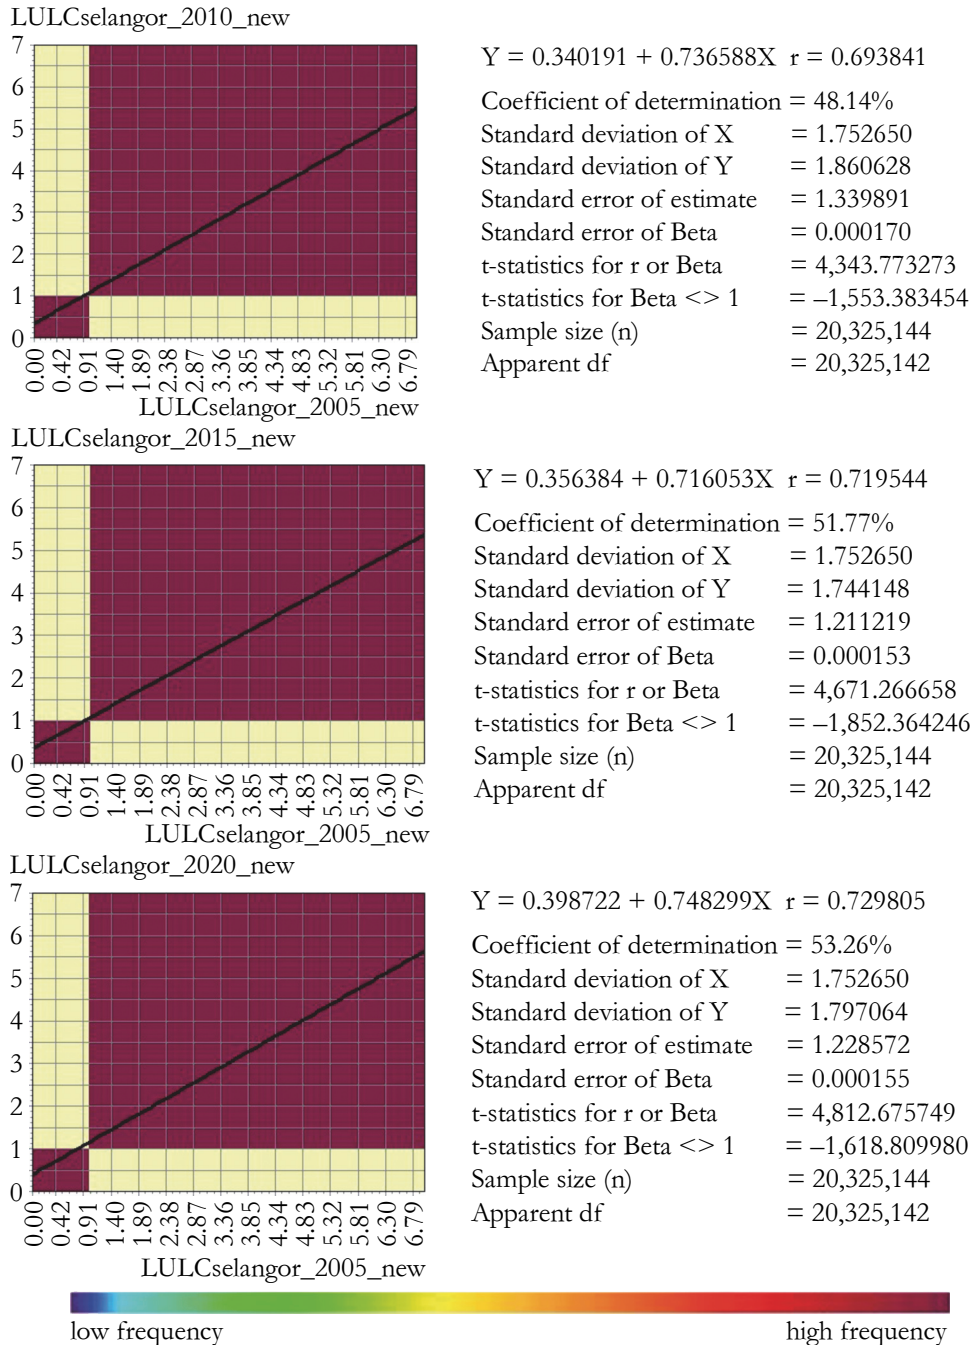 LULCselangor_2010_new
7
6
5
4
3
2
1
0
0.00 0.42 0.91 1.40 1.89 2.38 2.87 3.36 3.85 4.34 4.83 5.32 5.81 6.30 6.79
LULCselangor_2005_new
Y = 0.340191 + 0.736588X r = 0.693841
Coefficient of determination = 48.14%
Standard deviation of X = 1.752650
Standard deviation of Y = 1.860628
Standard error of estimate = 1.339891
Standard error of Beta = 0.000170
t-statistics for r or Beta = 4,343.773273
t-statistics for Beta <> 1 = –1,553.383454
Sample size (n) = 20,325,144
Apparent df = 20,325,142
LULCselangor_2015_new
7
6
5
4
3
2
1
0
0.00 0.42 0.91 1.40 1.89 2.38 2.87 3.36 3.85 4.34 4.83 5.32 5.81 6.30 6.79
LULCselangor_2005_new
Y = 0.356384 + 0.716053X r = 0.719544
Coefficient of determination = 51.77%
Standard deviation of X = 1.752650
Standard deviation of Y = 1.744148
Standard error of estimate = 1.211219
Standard error of Beta = 0.000153
t-statistics for r or Beta = 4,671.266658
t-statistics for Beta <> 1 = –1,852.364246
Sample size (n) = 20,325,144
Apparent df = 20,325,142
LULCselangor_2020_new
7
6
5
4
3
2
1
0
0.00 0.42 0.91 1.40 1.89 2.38 2.87 3.36 3.85 4.34 4.83 5.32 5.81 6.30 6.79
LULCselangor_2005_new
Y = 0.398722 + 0.748299X r = 0.729805
Coefficient of determination = 53.26%
Standard deviation of X = 1.752650
Standard deviation of Y = 1.797064
Standard error of estimate = 1.228572
Standard error of Beta = 0.000155
t-statistics for r or Beta = 4,812.675749
t-statistics for Beta <> 1 = –1,618.809980
Sample size (n) = 20,325,144
Apparent df = 20,325,142
low frequency high frequency